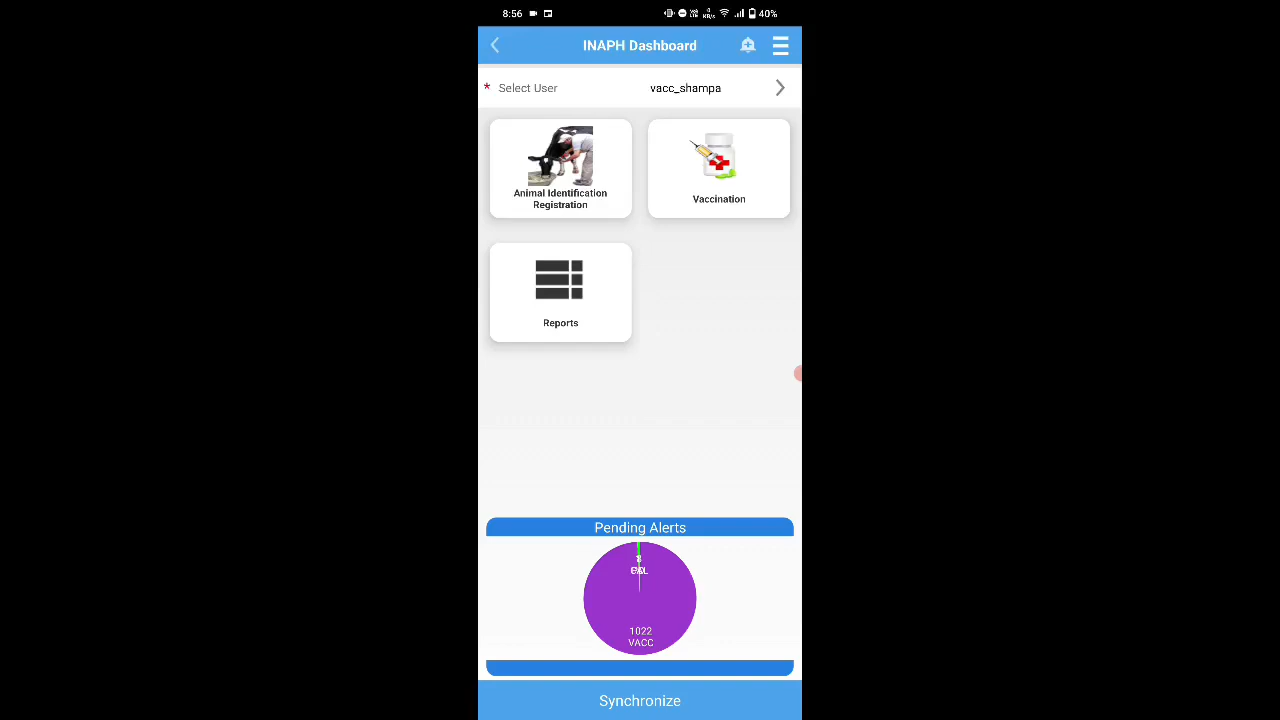 8:56
40%
INAPH Dashboard
* Select User vacc_shampa
Animal Identification
Registration
Vaccination
Reports
Pending Alerts
1022
VACC
Synchronize